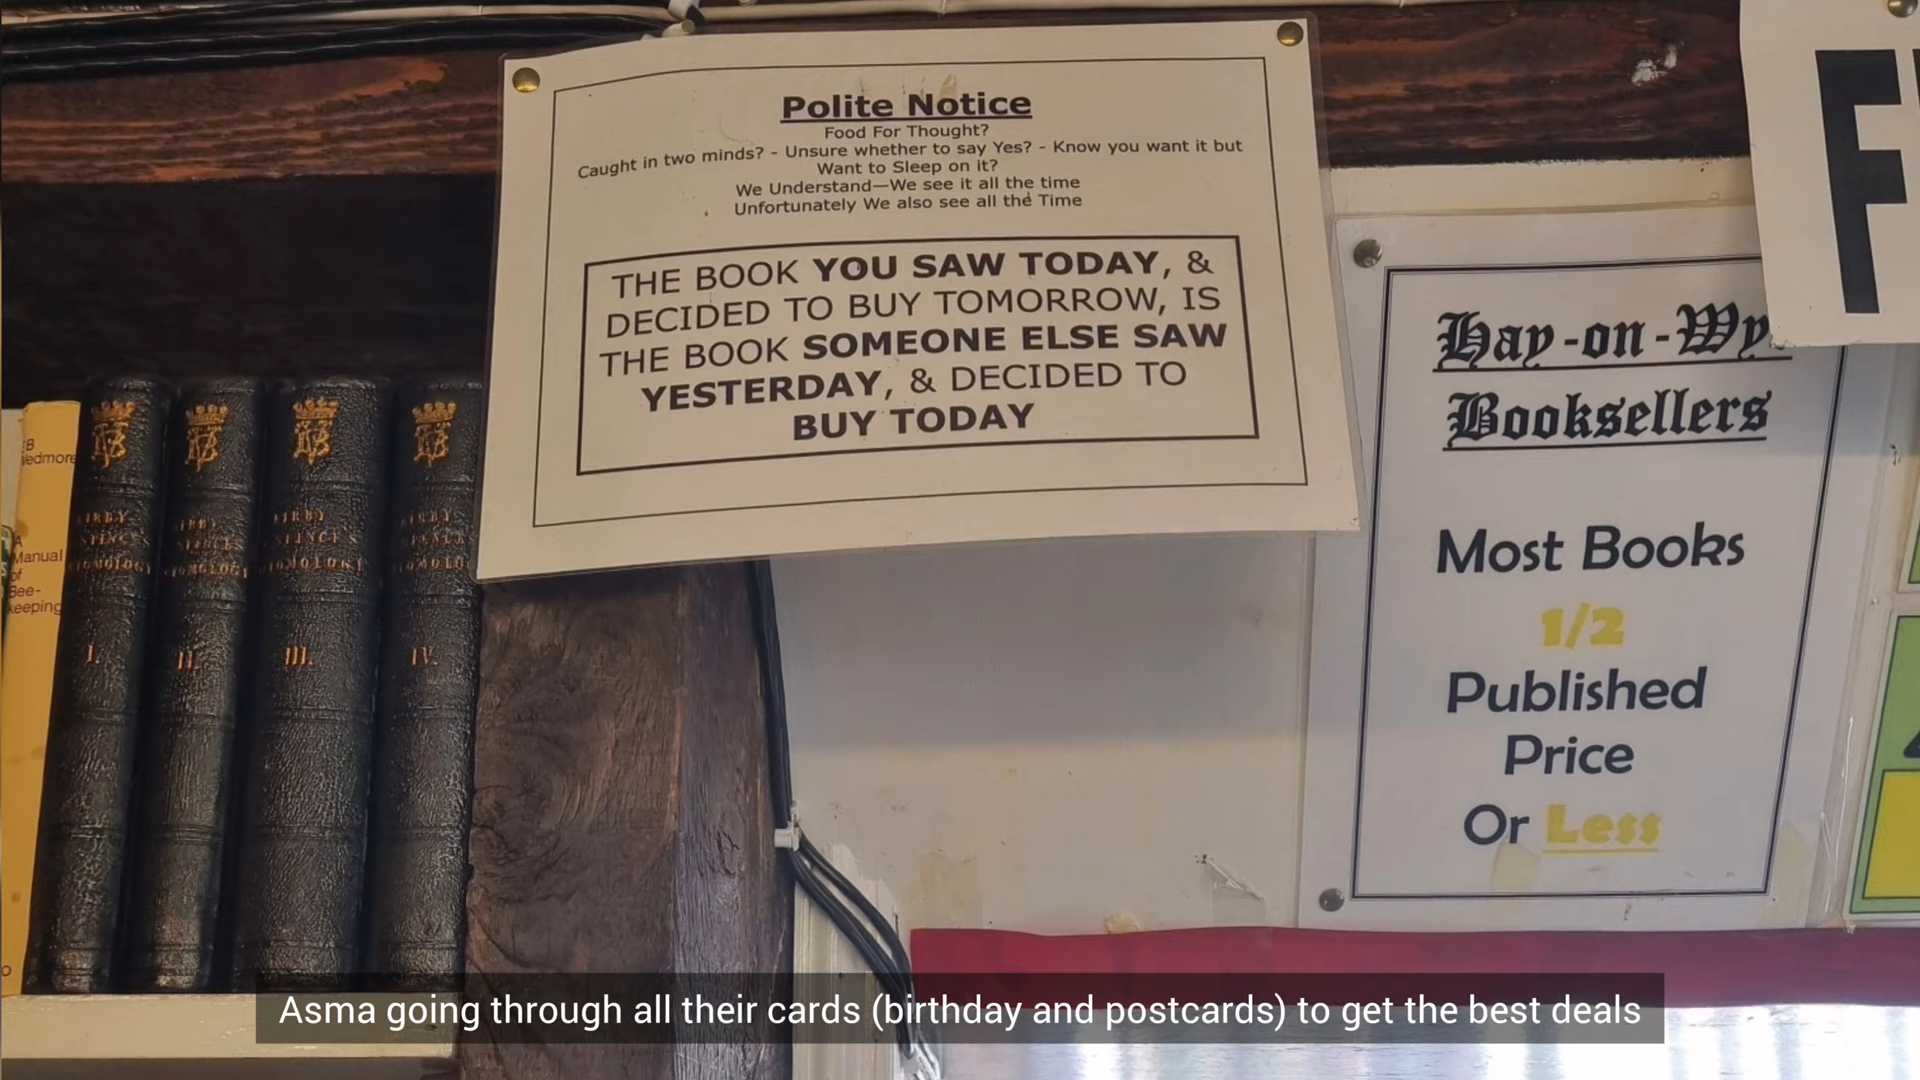 Polite Notice
Food For Thought?
Caught in two minds? - Unsure whether to say Yes? - Know you want it but
Want to Sleep on it?
We Understand—We see it all the time
Unfortunately We also see all the Time
THE BOOK YOU SAW TODAY, &
DECIDED TO BUY TOMORROW, IS
THE BOOK SOMEONE ELSE SAW
YESTERDAY, & DECIDED TO
BUY TODAY
Hay-on-Wy
Booksellers
Most Books
1/2
Published
Price
Or Less
F
A
Manual
of
Bee-
keeping
I.
II.
III.
IV.
Asma going through all their cards (birthday and postcards) to get the best deals